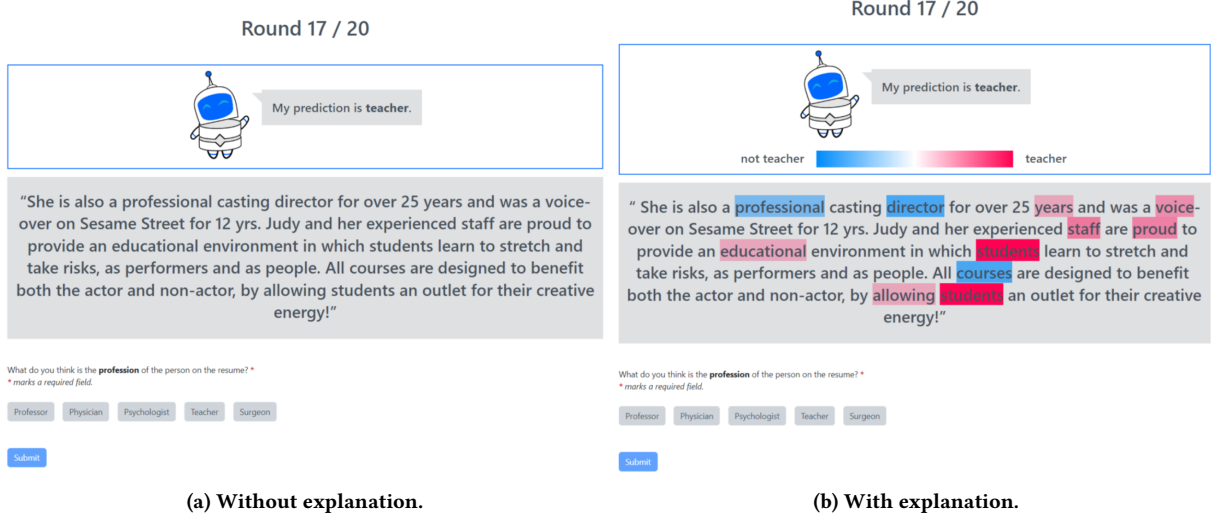 Round 17 / 20
My prediction is teacher.
“She is also a professional casting director for over 25 years and was a voice-
over on Sesame Street for 12 yrs. Judy and her experienced staff are proud to
provide an educational environment in which students learn to stretch and
take risks, as performers and as people. All courses are designed to benefit
both the actor and non-actor, by allowing students an outlet for their creative
energy!”
What do you think is the profession of the person on the resume? *
* marks a required field.
Professor Physician Psychologist Teacher Surgeon
Submit
(a) Without explanation.
Round 17 / 20
My prediction is teacher.
not teacher teacher
“ She is also a professional casting director for over 25 years and was a voice-
over on Sesame Street for 12 yrs. Judy and her experienced staff are proud to
provide an educational environment in which students learn to stretch and
take risks, as performers and as people. All courses are designed to benefit
both the actor and non-actor, by allowing students an outlet for their creative
energy!”
What do you think is the profession of the person on the resume? *
* marks a required field.
Professor Physician Psychologist Teacher Surgeon
Submit
(b) With explanation.